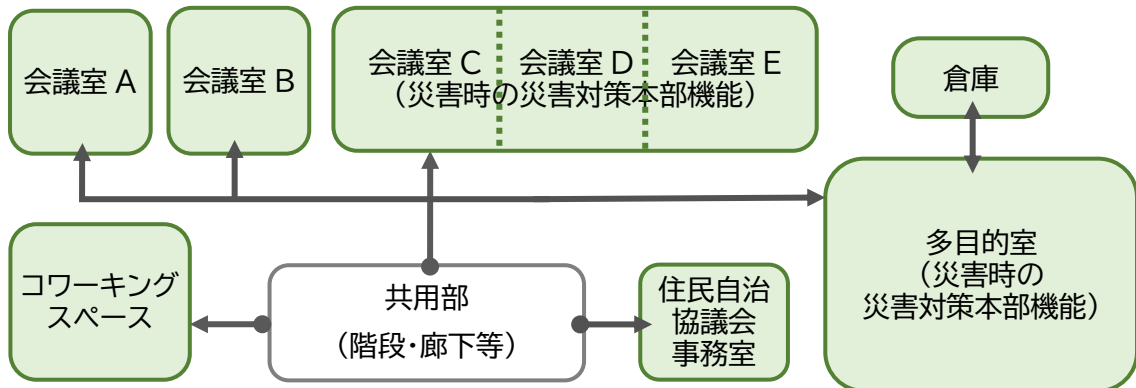 会議室 A
会議室 B
会議室 C 会議室 D 会議室 E
（災害時の災害対策本部機能）
倉庫
コワーキング
スペース
共用部
（階段・廊下等）
住民自治
協議会
事務室
多目的室
（災害時の
災害対策本部機能）